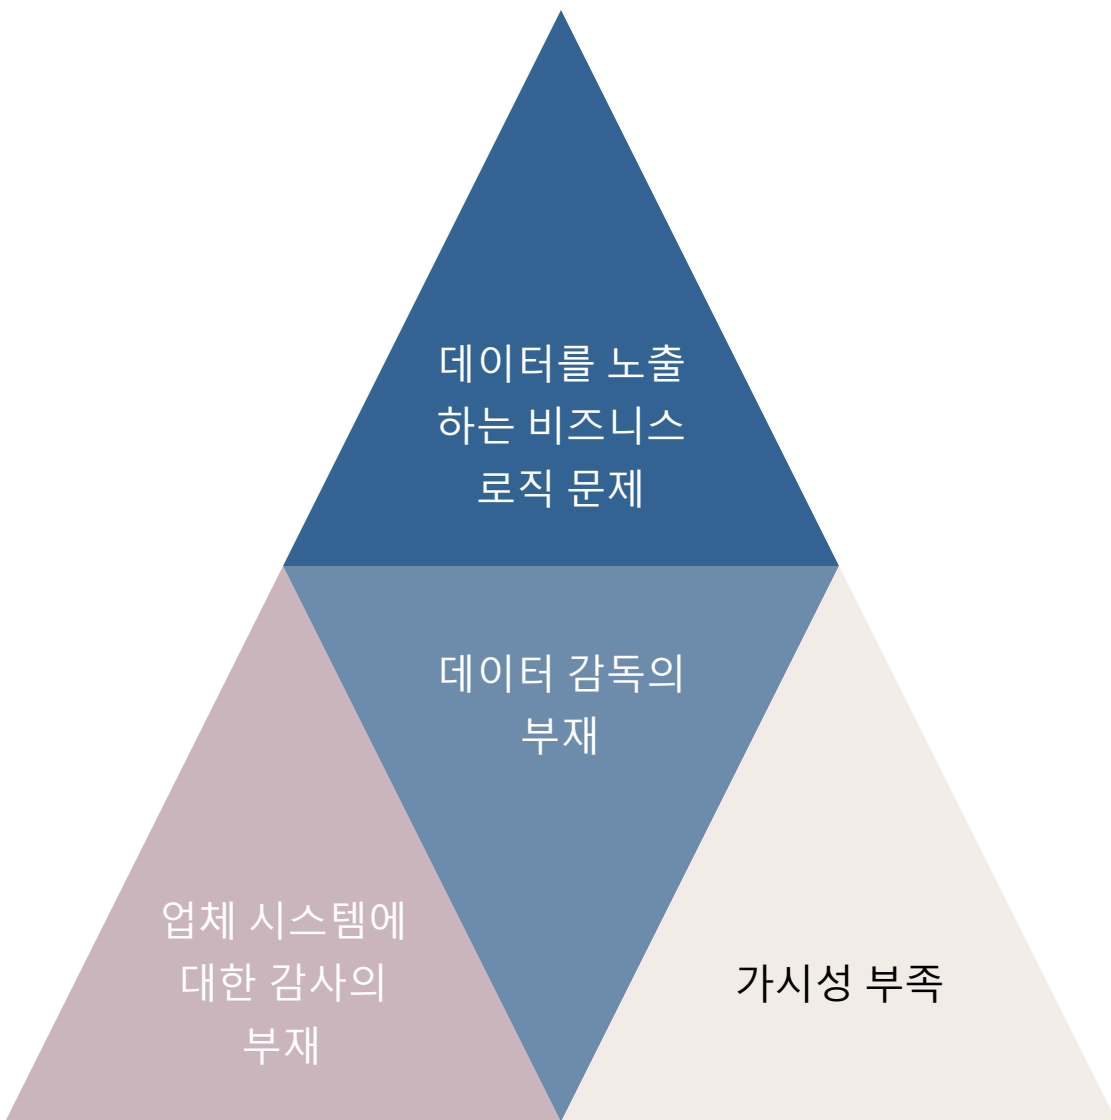 데이터를 노출
하는 비즈니스
로직 문제
데이터 감독의
부재
업체 시스템에
대한 감사의
부재
가시성 부족